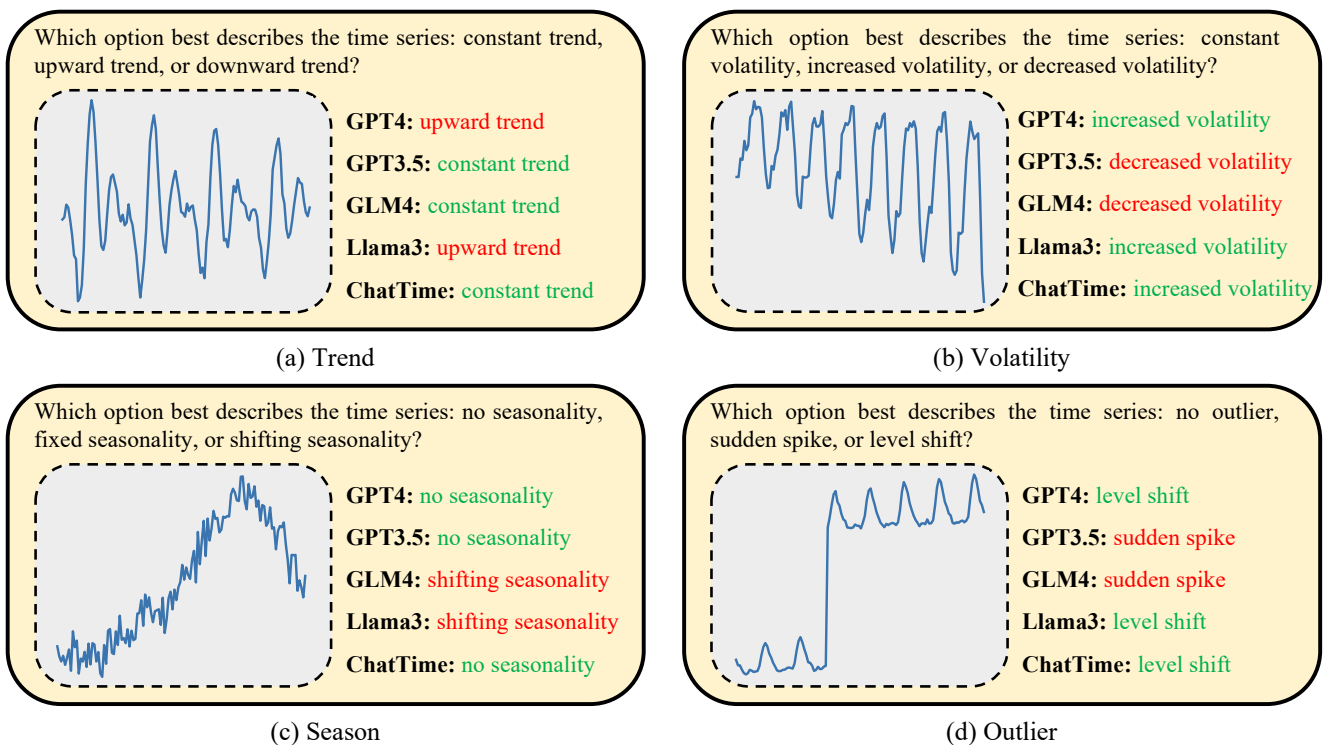 Which option best describes the time series: constant trend,
upward trend, or downward trend?
GPT4: upward trend
GPT3.5: constant trend
GLM4: constant trend
Llama3: upward trend
ChatTime: constant trend
(a) Trend
Which option best describes the time series: constant
volatility, increased volatility, or decreased volatility?
GPT4: increased volatility
GPT3.5: decreased volatility
GLM4: decreased volatility
Llama3: increased volatility
ChatTime: increased volatility
(b) Volatility
Which option best describes the time series: no seasonality,
fixed seasonality, or shifting seasonality?
GPT4: no seasonality
GPT3.5: no seasonality
GLM4: shifting seasonality
Llama3: shifting seasonality
ChatTime: no seasonality
(c) Season
Which option best describes the time series: no outlier,
sudden spike, or level shift?
GPT4: level shift
GPT3.5: sudden spike
GLM4: sudden spike
Llama3: level shift
ChatTime: level shift
(d) Outlier